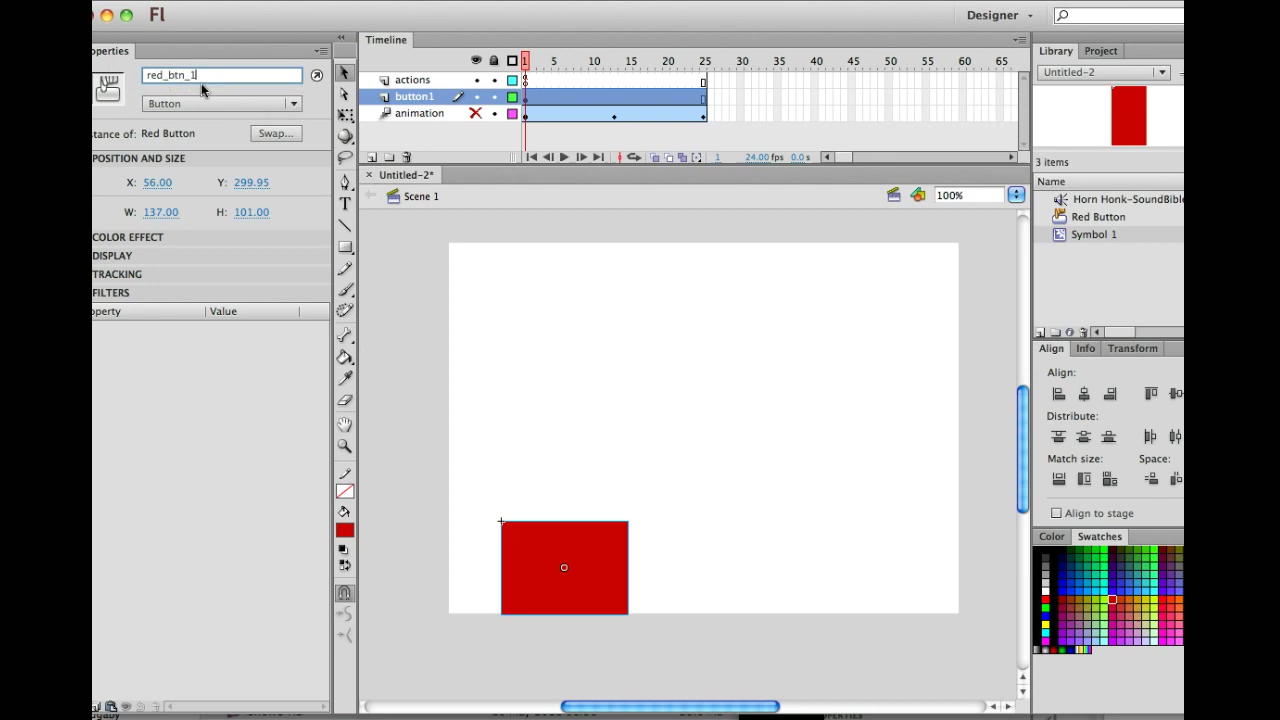 Fl
Designer
operties
Timeline
Library Project
red_btn_1
1 5 10 15 20 25 30 35 40 45 50 55 60 65
actions
Untitled-2
Button
button1
animation
tance of: Red Button Swap...
POSITION AND SIZE
1 24.00 fps 0.0 s
3 items
X: 56.00 Y: 299.95
Untitled-2*
Name
Scene 1
100%
Horn Honk-SoundBible
W: 137.00 H: 101.00
Red Button
COLOR EFFECT
Symbol 1
DISPLAY
TRACKING
FILTERS
operty Value
Align Info Transform
Align:
Distribute:
Match size: Space:
Align to stage
Color Swatches